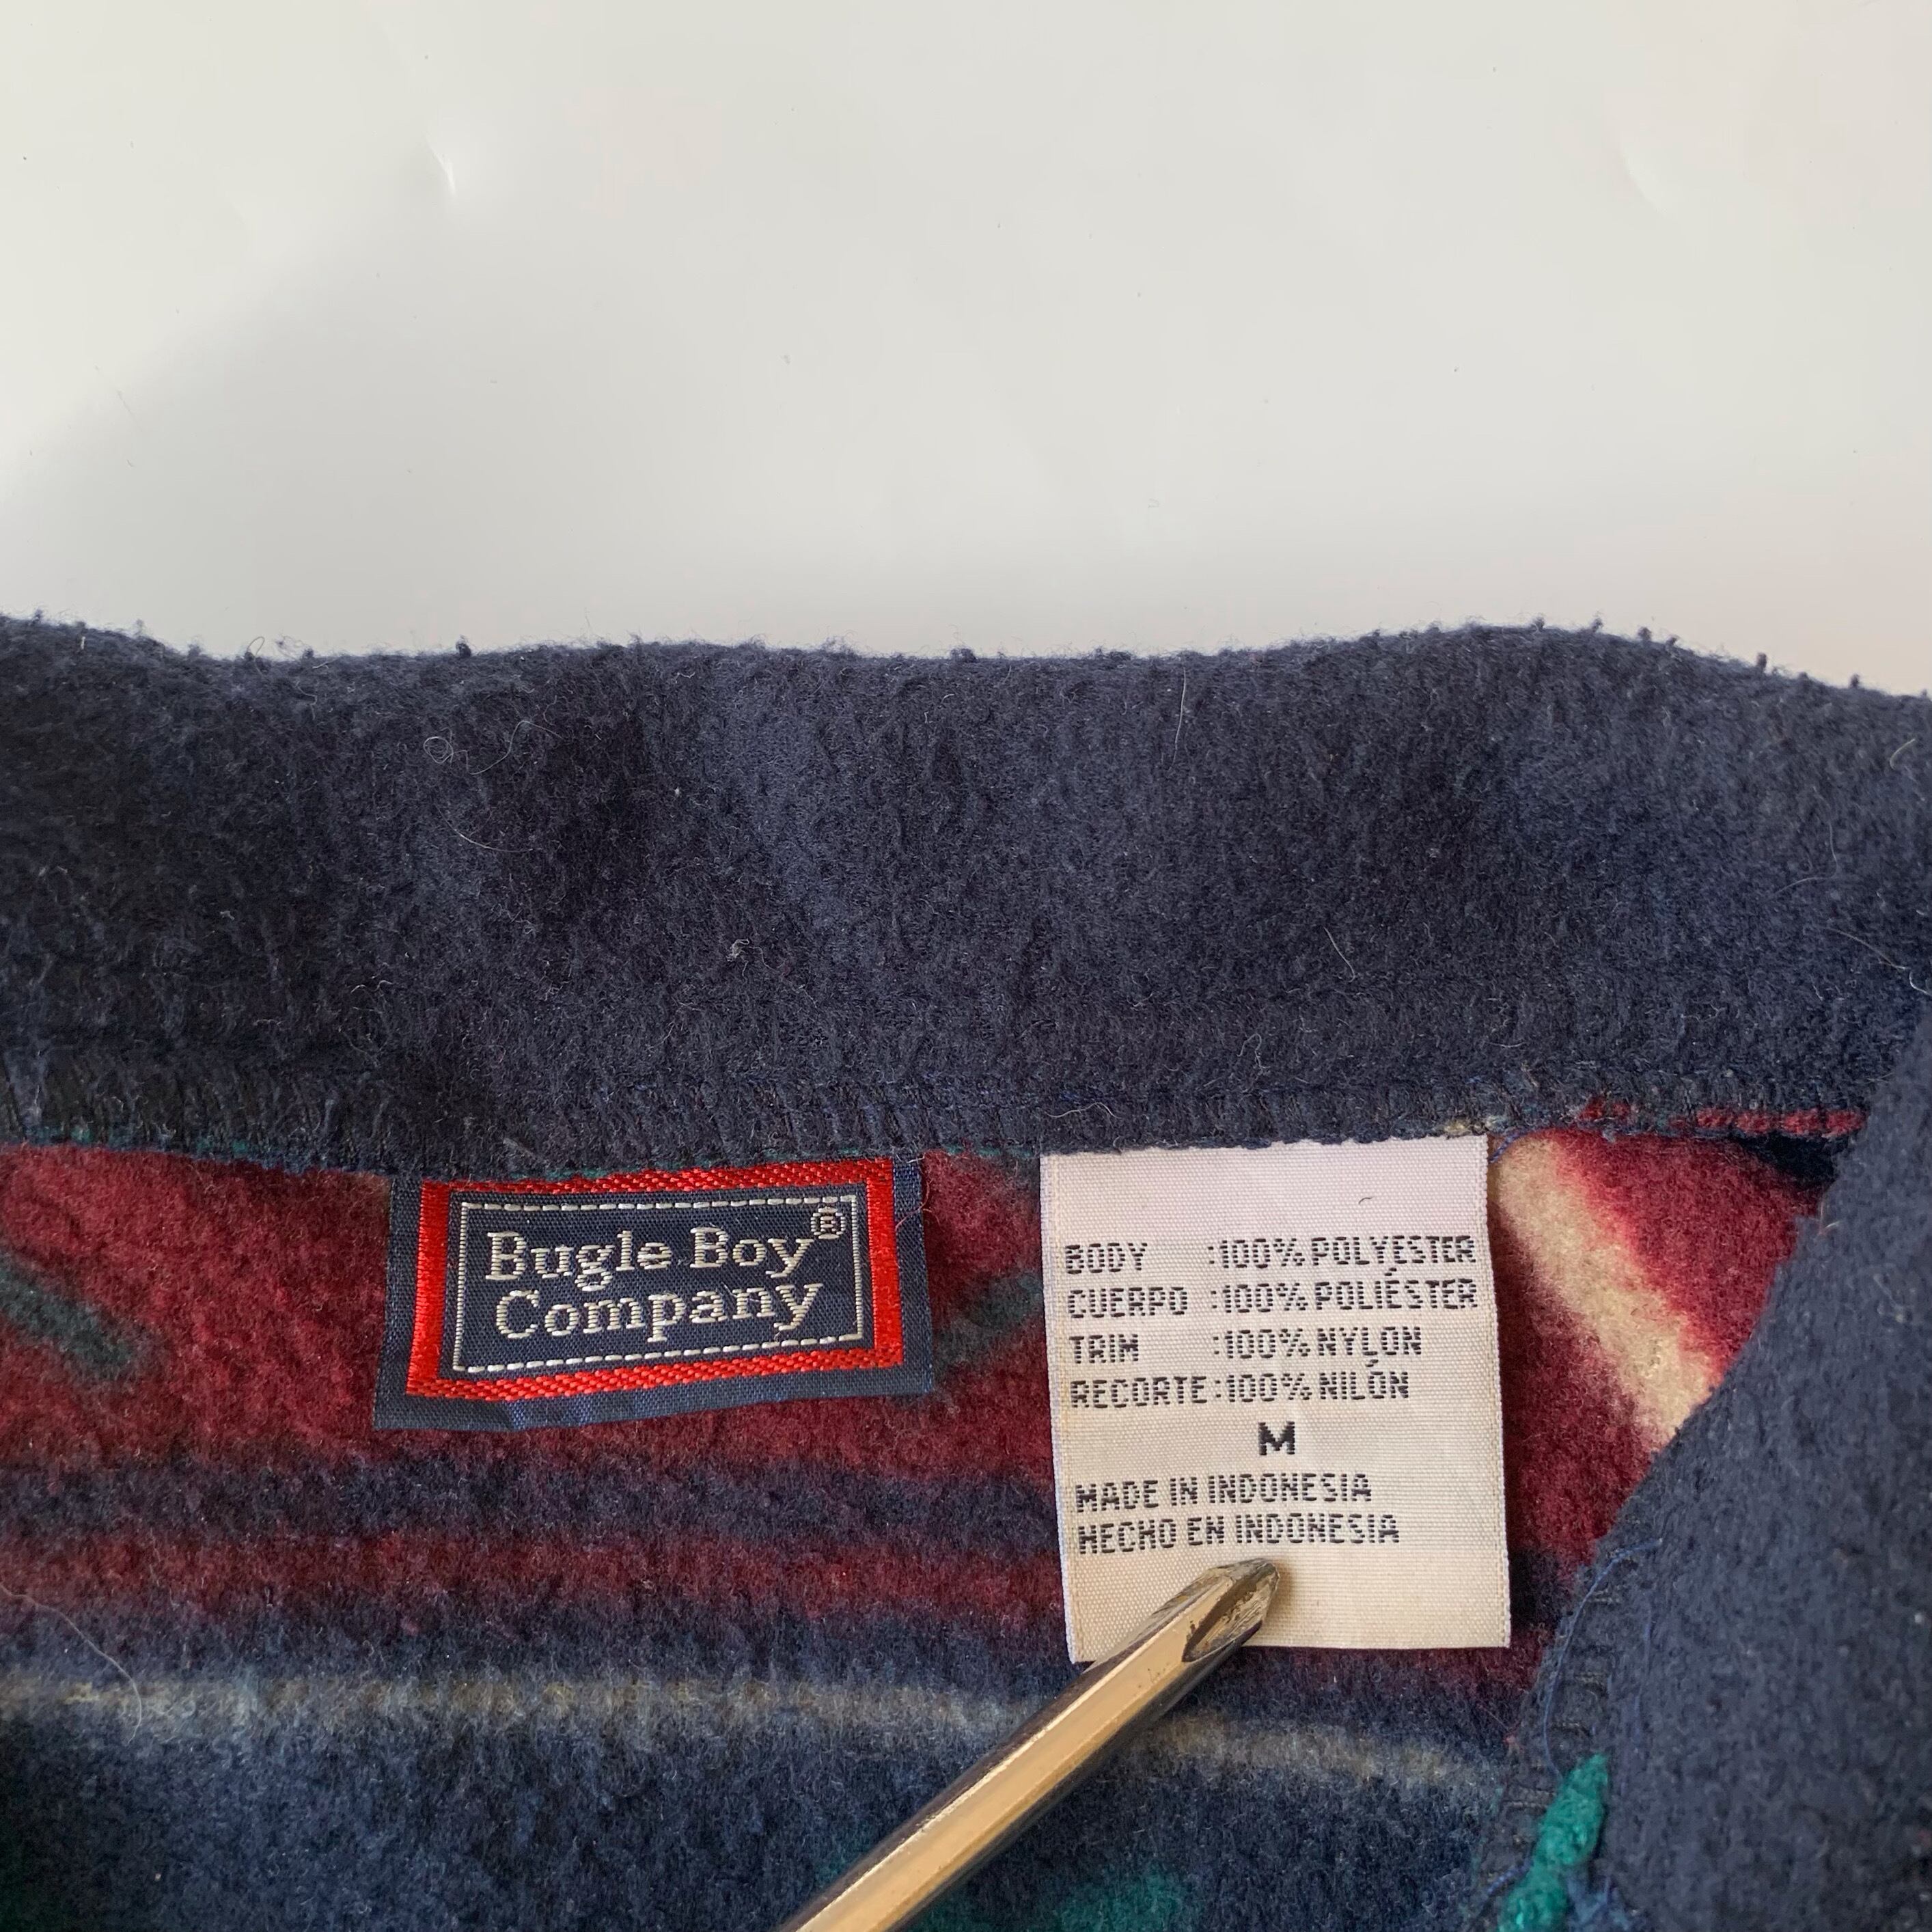 Bugle Boy®
Company
BODY :100% POLYESTER
CUERPO :100% POLIÉSTER
TRIM :100% NYLON
RECORTE:100% NILÓN
M
MADE IN INDONESIA
HECHO EN INDONESIA